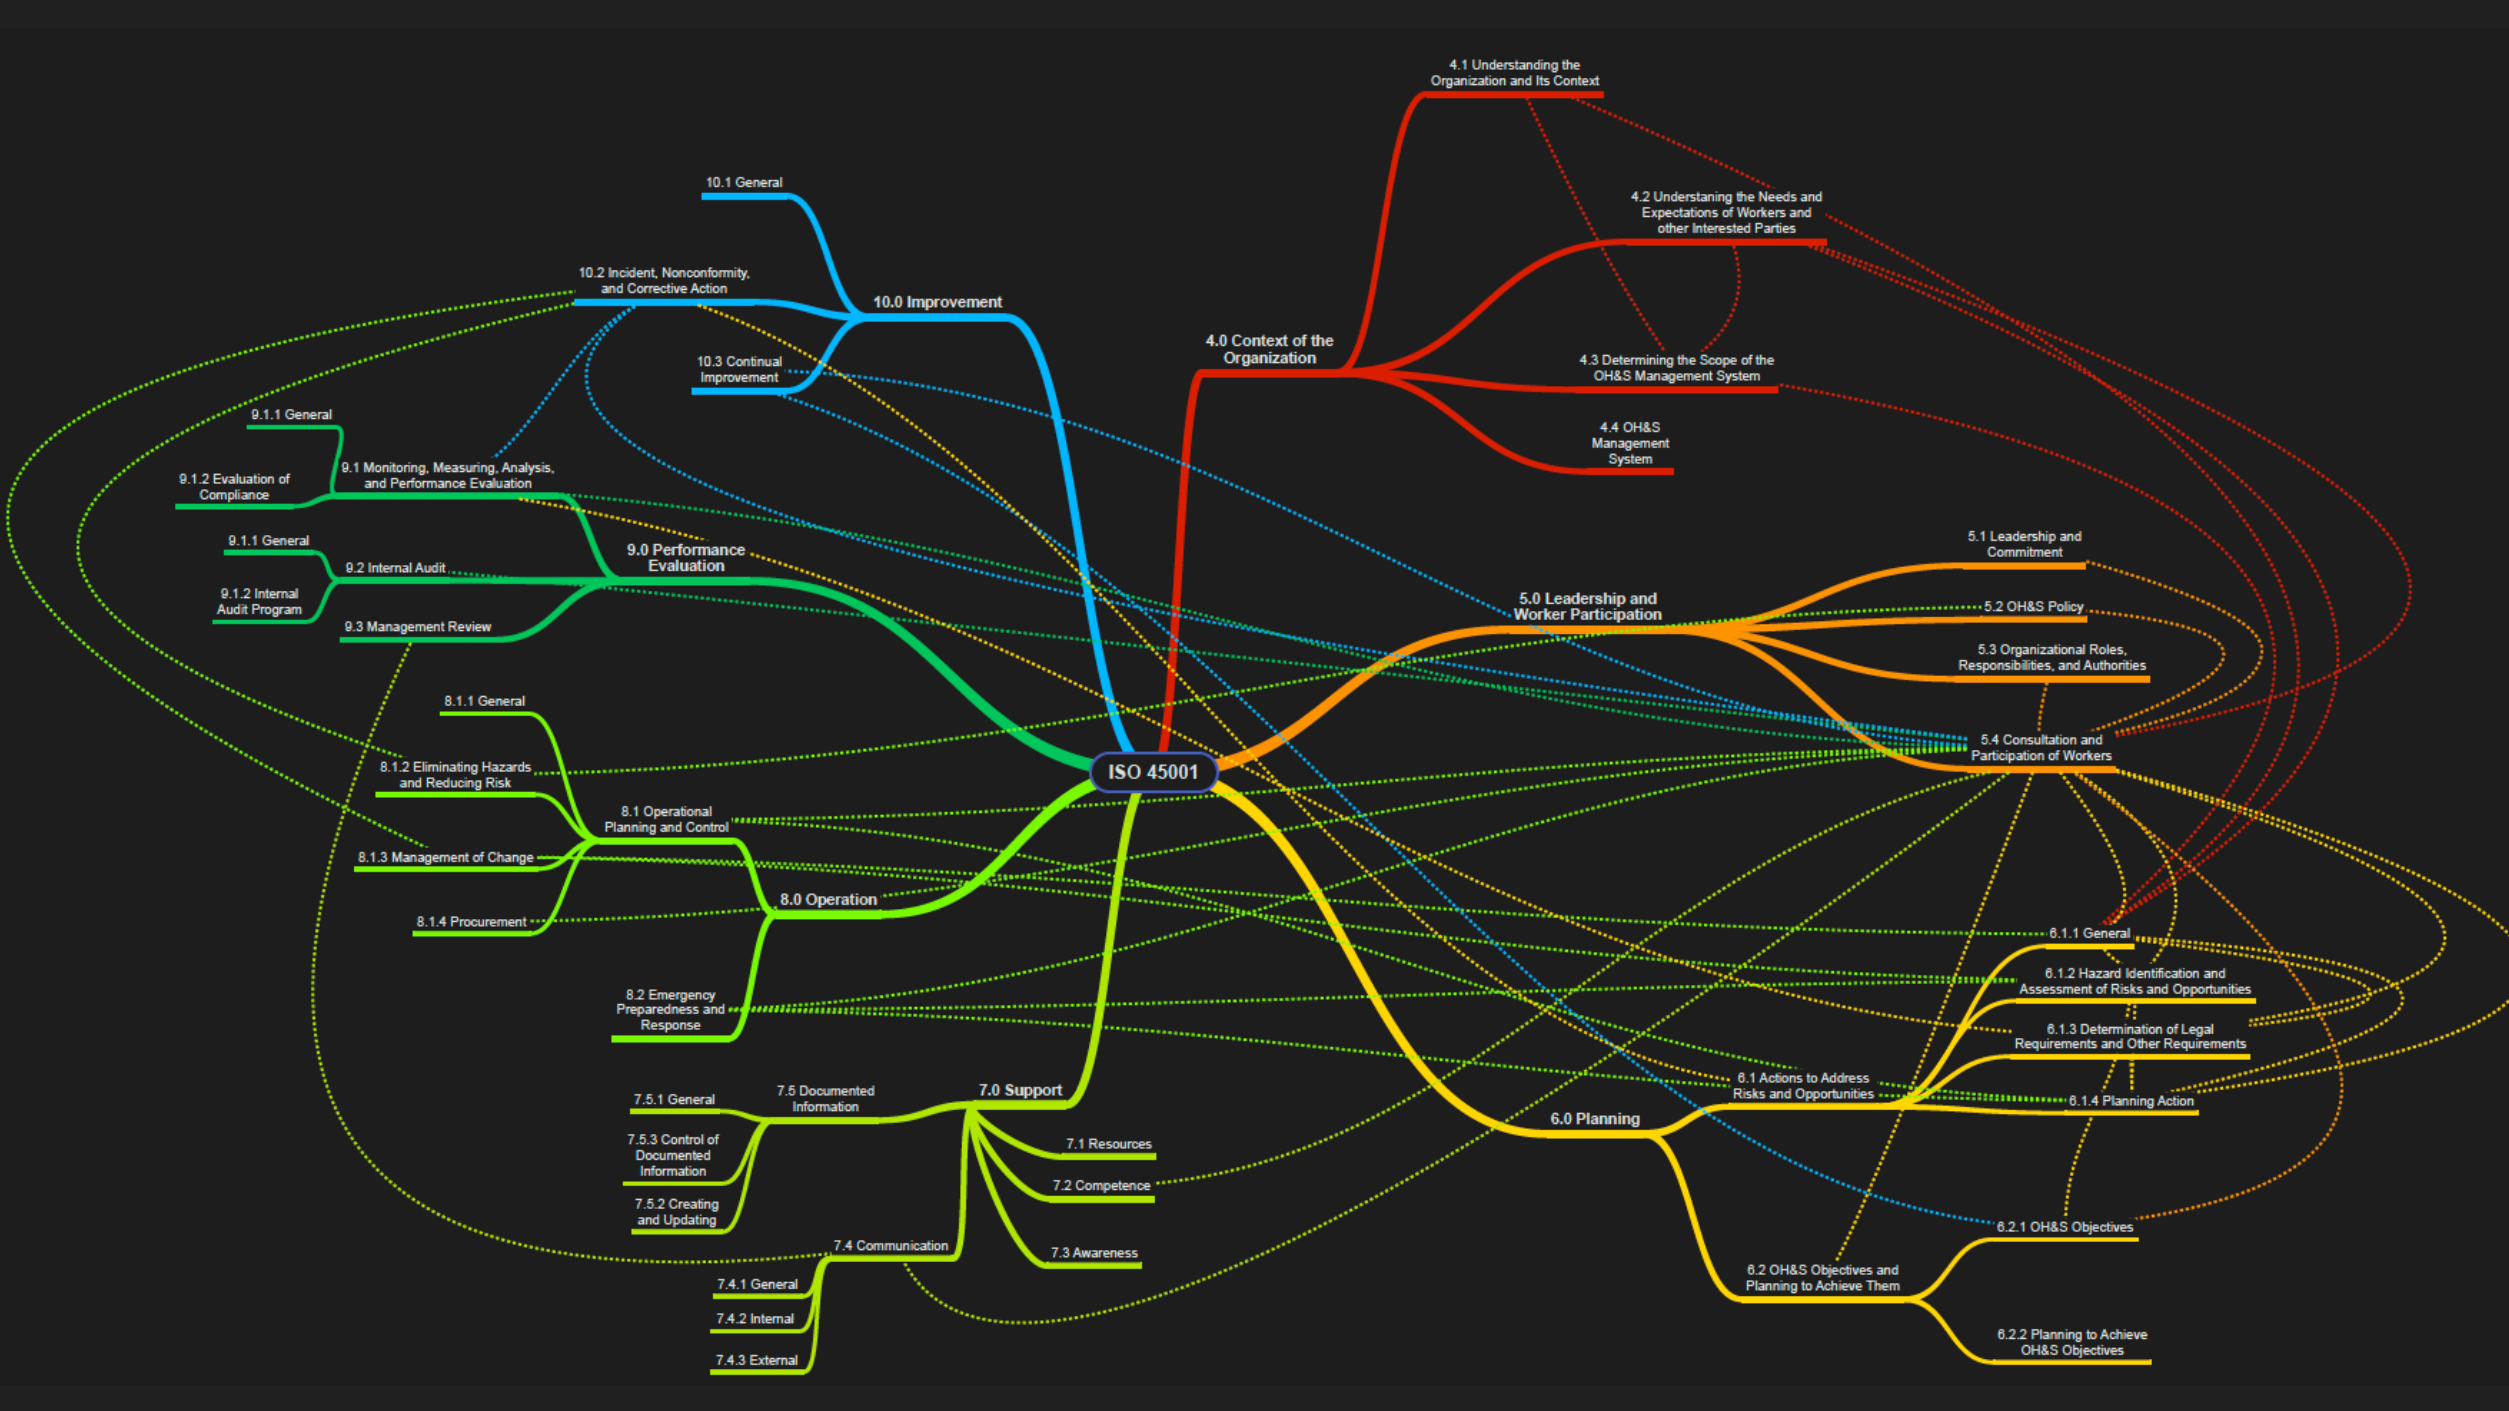 4.1 Understanding the
Organization and Its Context
10.1 General
4.2 Understaning the Needs and
Expectations of Workers and
other Interested Parties
10.2 Incident, Nonconformity,
and Corrective Action
10.0 Improvement
4.0 Context of the
Organization
10.3 Continual
Improvement
4.3 Determining the Scope of the
OH&S Management System
9.1.1 General
4.4 OH&S
Management
System
9.1 Monitoring, Measuring, Analysis,
and Performance Evaluation
9.1.2 Evaluation of
Compliance
9.1.1 General
9.0 Performance
Evaluation
5.1 Leadership and
Commitment
9.2 Internal Audit
9.1.2 Internal
Audit Program
5.0 Leadership and
Worker Participation
5.2 OH&S Policy
9.3 Management Review
5.3 Organizational Roles,
Responsibilities, and Authorities
8.1.1 General
5.4 Consultation and
Participation of Workers
8.1.2 Eliminating Hazards
and Reducing Risk
ISO 45001
8.1 Operational
Planning and Control
8.1.3 Management of Change
8.0 Operation
8.1.4 Procurement
6.1.1 General
6.1.2 Hazard Identification and
Assessment of Risks and Opportunities
8.2 Emergency
Preparedness and
Response
6.1.3 Determination of Legal
Requirements and Other Requirements
6.1 Actions to Address
Risks and Opportunities
7.5 Documented
Information
7.0 Support
7.5.1 General
6.1.4 Planning Action
6.0 Planning
7.5.3 Control of
Documented
Information
7.1 Resources
7.2 Competence
7.5.2 Creating
and Updating
6.2.1 OH&S Objectives
7.4 Communication
7.3 Awareness
6.2 OH&S Objectives and
Planning to Achieve Them
7.4.1 General
7.4.2 Internal
6.2.2 Planning to Achieve
OH&S Objectives
7.4.3 External